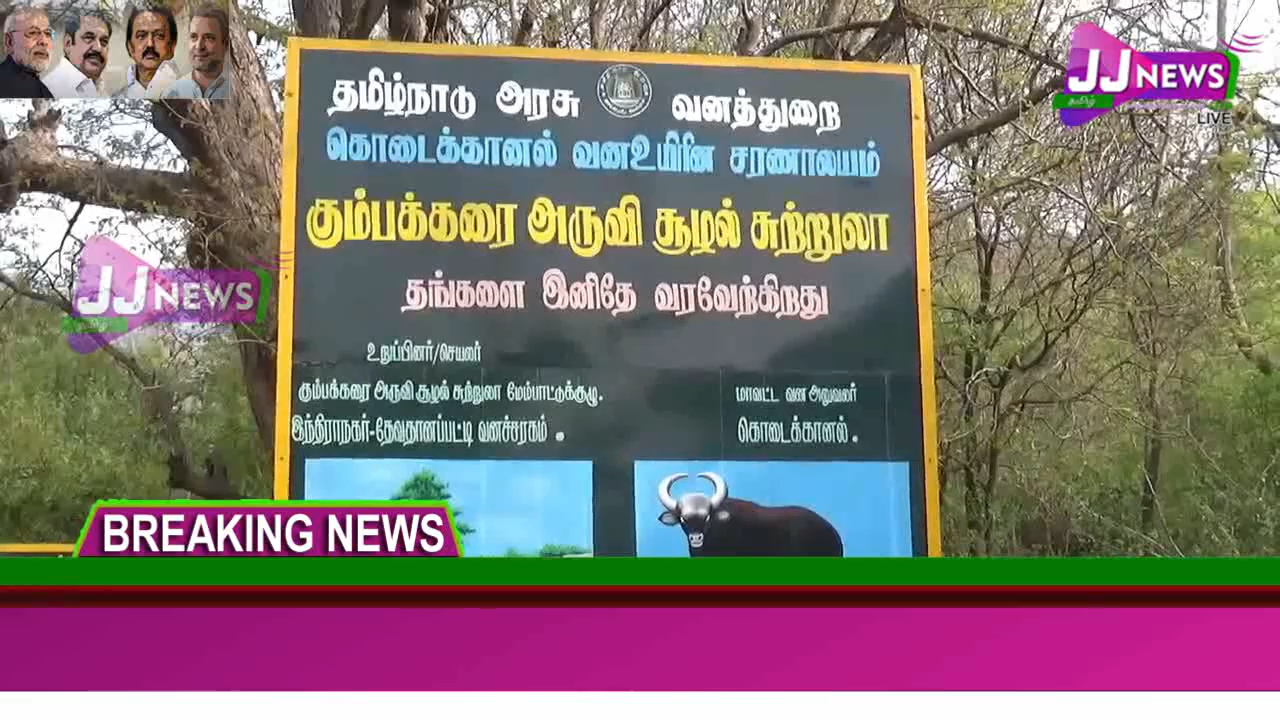 JJ NEWS
தமிழ்
LIVE
தமிழ்நாடு அரசு வனத்துறை
கொடைக்கானல் வனஉயிரின சரணாலயம்
கும்பக்கரை அருவி சூழல் சுற்றுலா
தங்களை இனிதே வரவேற்கிறது
JJ NEWS
தமிழ்
உறுப்பினர்/செயலர்
கும்பக்கரை அருவி சூழல் சுற்றுலா மேம்பாட்டுக்குழு.
இந்திராநகர்-தேவதானப்பட்டி வனச்சரகம்.
மாவட்ட வன அலுவலர்
கொடைக்கானல்.
BREAKING NEWS